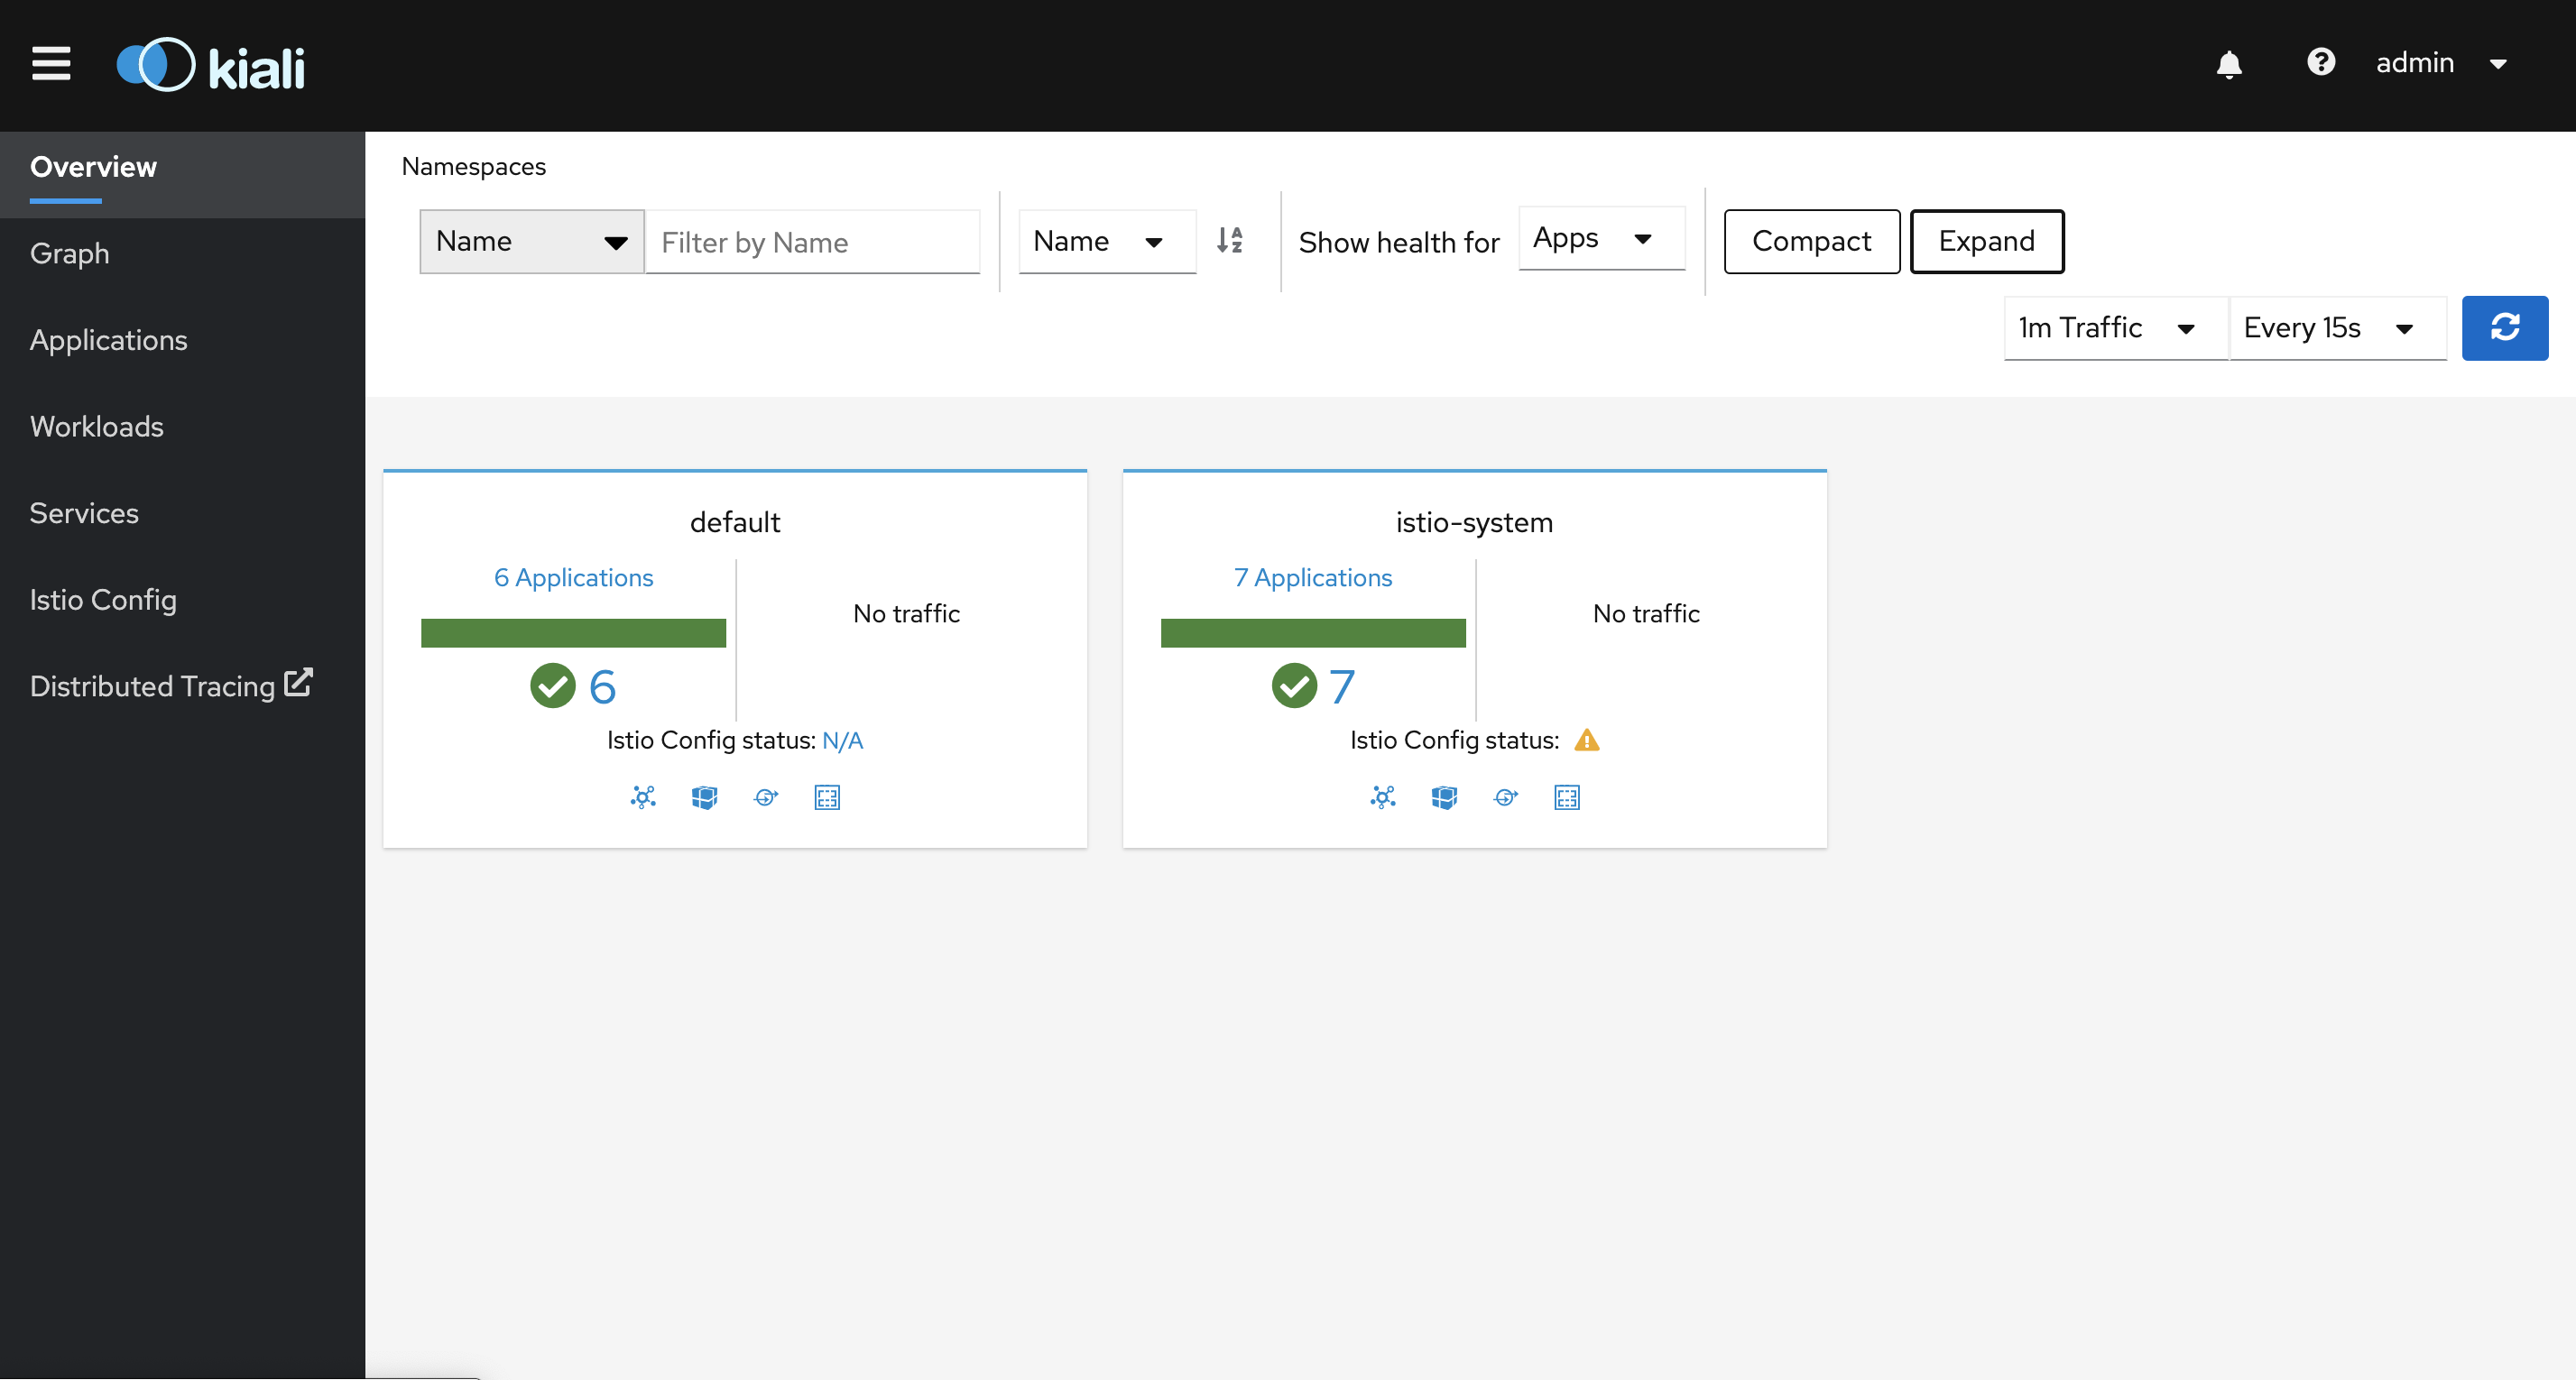 kiali
admin
Overview
Graph
Applications
Workloads
Services
Istio Config
Distributed Tracing
Namespaces
Name
Filter by Name
Name
Show health for
Apps
Compact
Expand
1m Traffic
Every 15s
default
6 Applications
No traffic
6
Istio Config status: N/A
istio-system
7 Applications
No traffic
7
Istio Config status: